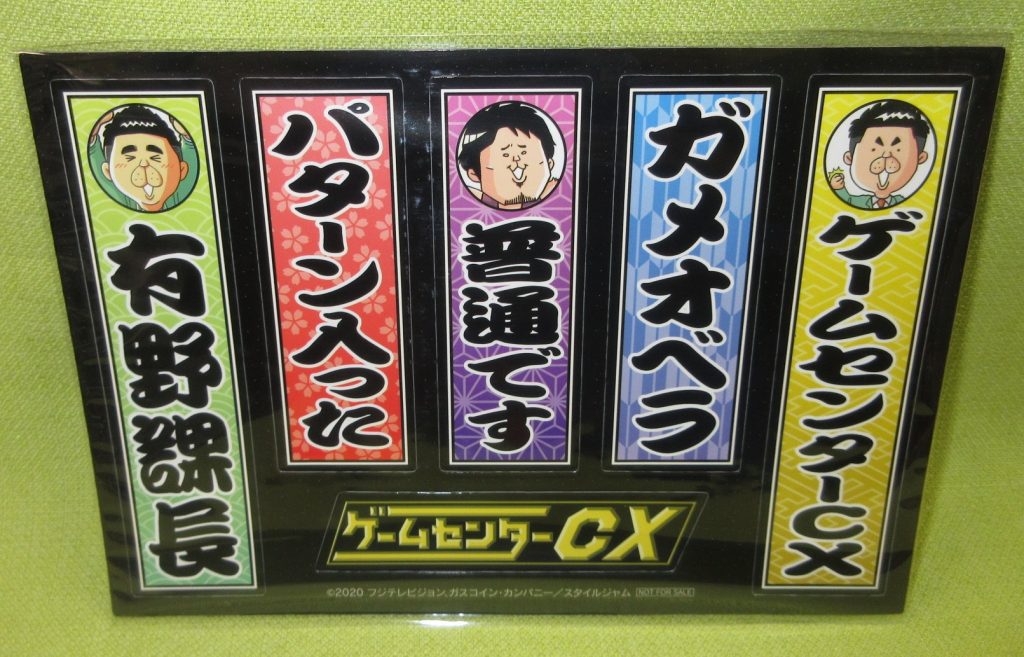 有野課長
パターン入った
普通です
ガメオベラ
ゲームセンターCX
ゲームセンターCX
©2020 フジテレビジョン,ガスコイン・カンパニー／スタイルジャム NOT FOR SALE